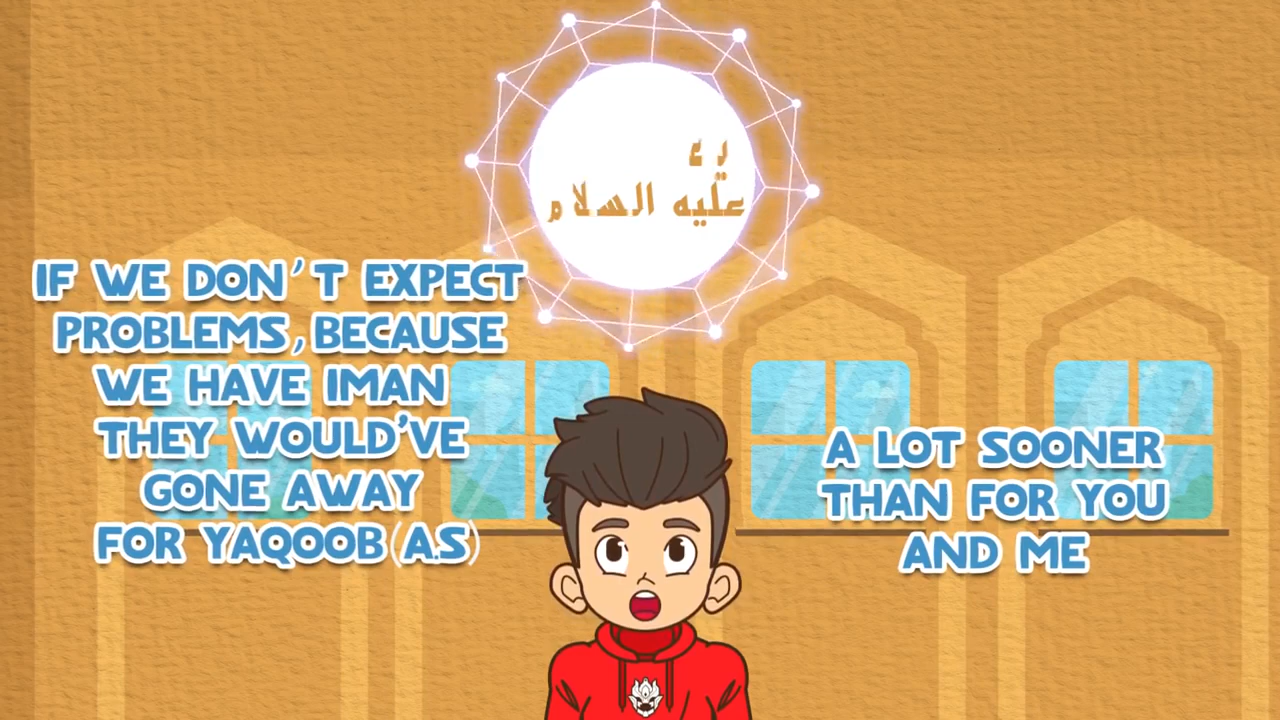 عليه السلام
IF WE DON'T EXPECT
PROBLEMS, BECAUSE
WE HAVE IMAN
THEY WOULD'VE
GONE AWAY
FOR YAQOOB (A.S)
A LOT SOONER
THAN FOR YOU
AND ME